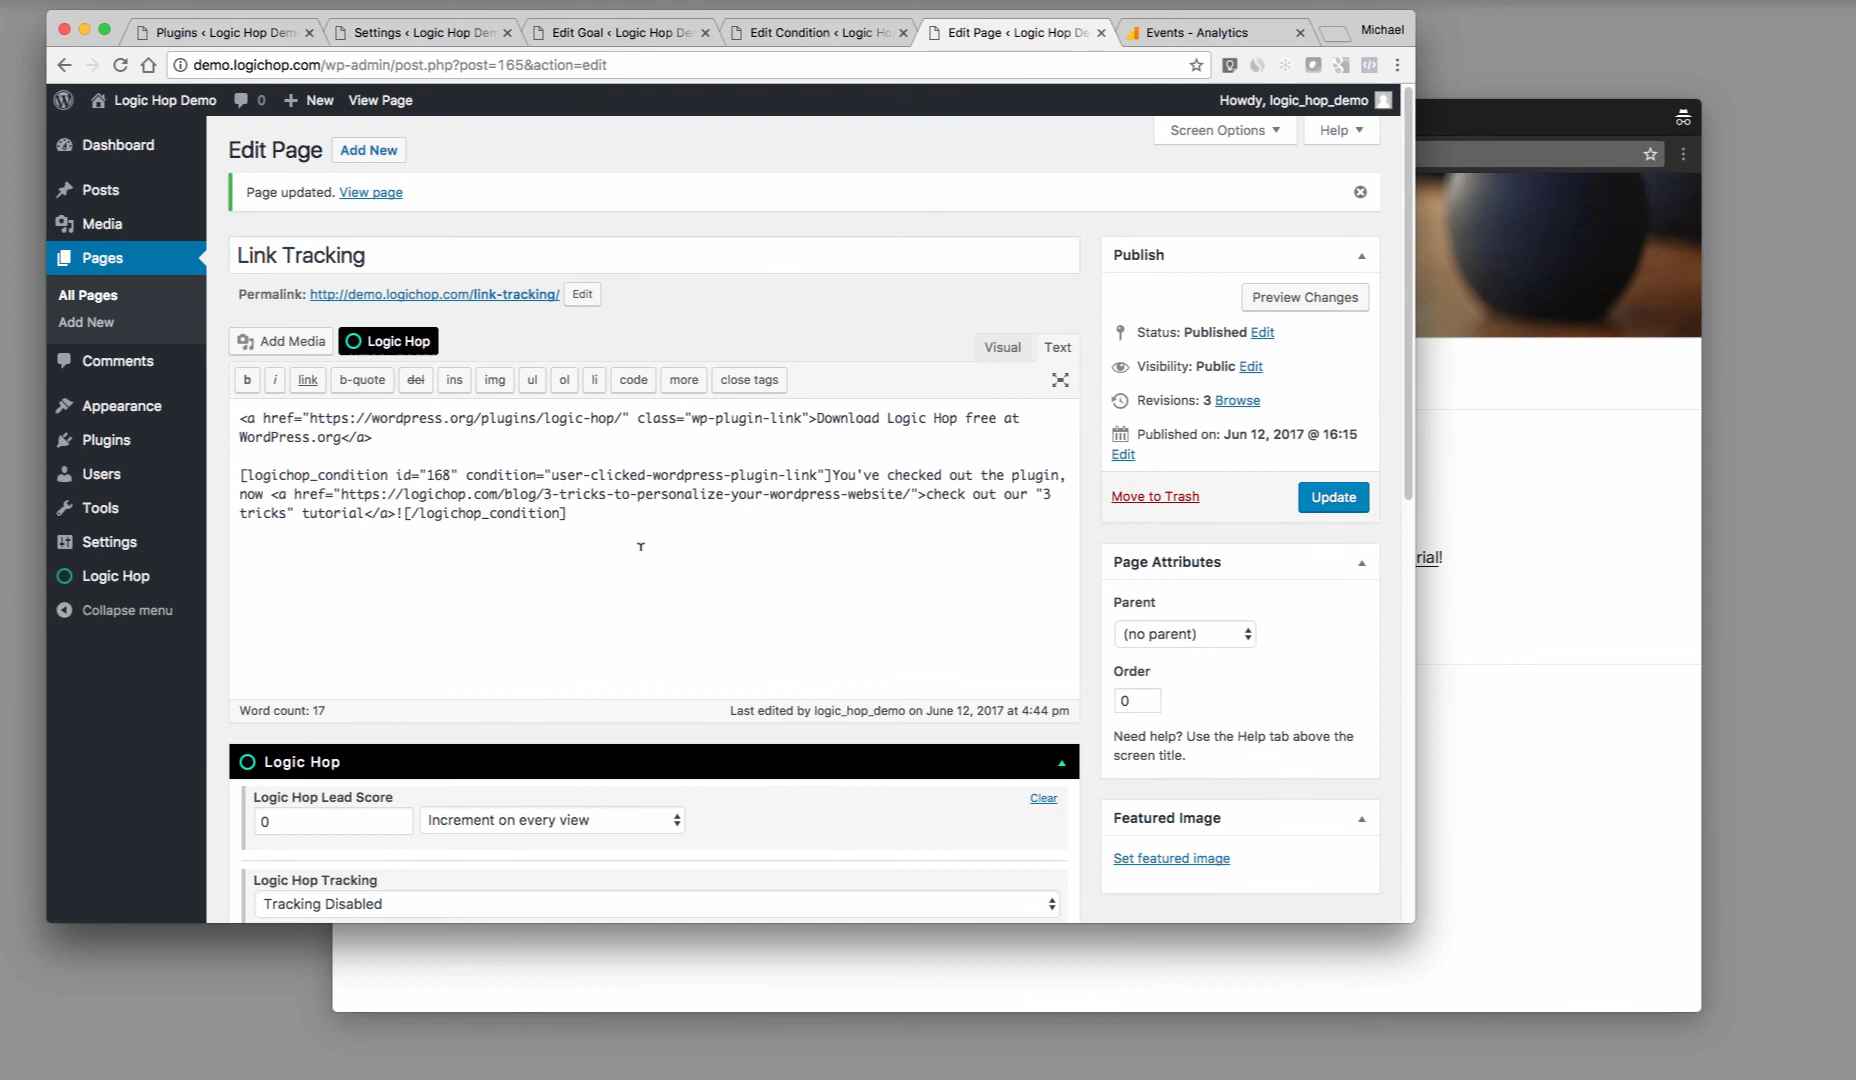 Plugins ‹ Logic Hop Dem
Settings ‹ Logic Hop Dem
Edit Goal ‹ Logic Hop De
Edit Condition ‹ Logic Ho
Edit Page ‹ Logic Hop De
Events - Analytics
Michael
demo.logichop.com/wp-admin/post.php?post=165&action=edit
Logic Hop Demo
0
New
View Page
Howdy, logic_hop_demo
Dashboard
Posts
Media
Pages
All Pages
Add New
Comments
Appearance
Plugins
Users
Tools
Settings
Logic Hop
Collapse menu
Screen Options
Help
Edit Page
Add New
Page updated. View page
Link Tracking
Permalink: http://demo.logichop.com/link-tracking/
Edit
Add Media
Logic Hop
Visual
Text
b
i
link
b-quote
del
ins
img
ul
ol
li
code
more
close tags
<a href="https://wordpress.org/plugins/logic-hop/" class="wp-plugin-link">Download Logic Hop free at
WordPress.org</a>
[logichop_condition id="168" condition="user-clicked-wordpress-plugin-link"]You've checked out the plugin,
now <a href="https://logichop.com/blog/3-tricks-to-personalize-your-wordpress-website/">check out our "3
tricks" tutorial</a>![/logichop_condition]
Word count: 17
Last edited by logic_hop_demo on June 12, 2017 at 4:44 pm
Logic Hop
Logic Hop Lead Score
Clear
0
Increment on every view
Logic Hop Tracking
Tracking Disabled
Publish
Preview Changes
Status: Published Edit
Visibility: Public Edit
Revisions: 3 Browse
Published on: Jun 12, 2017 @ 16:15
Edit
Move to Trash
Update
Page Attributes
Parent
(no parent)
Order
0
Need help? Use the Help tab above the
screen title.
Featured Image
Set featured image
rial!